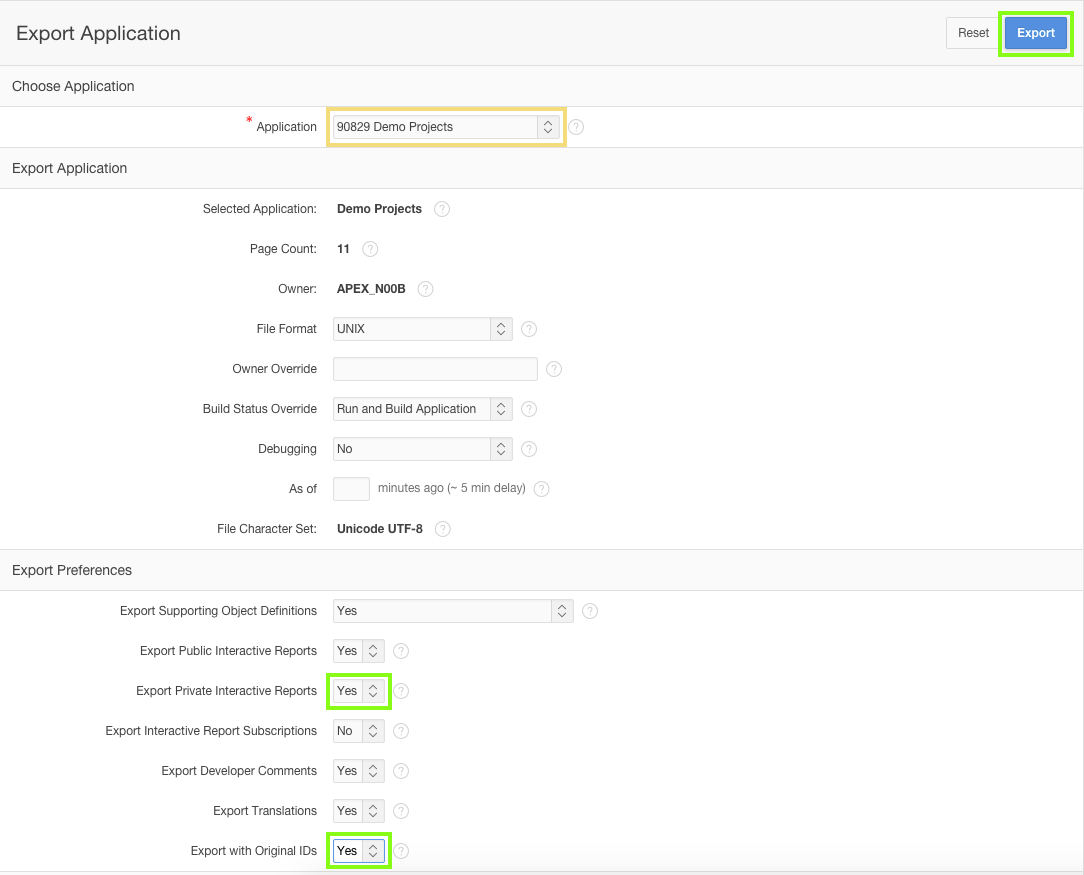 Export Application
Reset
Export
Choose Application
* Application 90829 Demo Projects ?
Export Application
Selected Application: Demo Projects ?
Page Count: 11 ?
Owner: APEX_N00B ?
File Format UNIX ?
Owner Override ?
Build Status Override Run and Build Application ?
Debugging No ?
As of minutes ago (~ 5 min delay) ?
File Character Set: Unicode UTF-8 ?
Export Preferences
Export Supporting Object Definitions Yes ?
Export Public Interactive Reports Yes ?
Export Private Interactive Reports Yes ?
Export Interactive Report Subscriptions No ?
Export Developer Comments Yes ?
Export Translations Yes ?
Export with Original IDs Yes ?